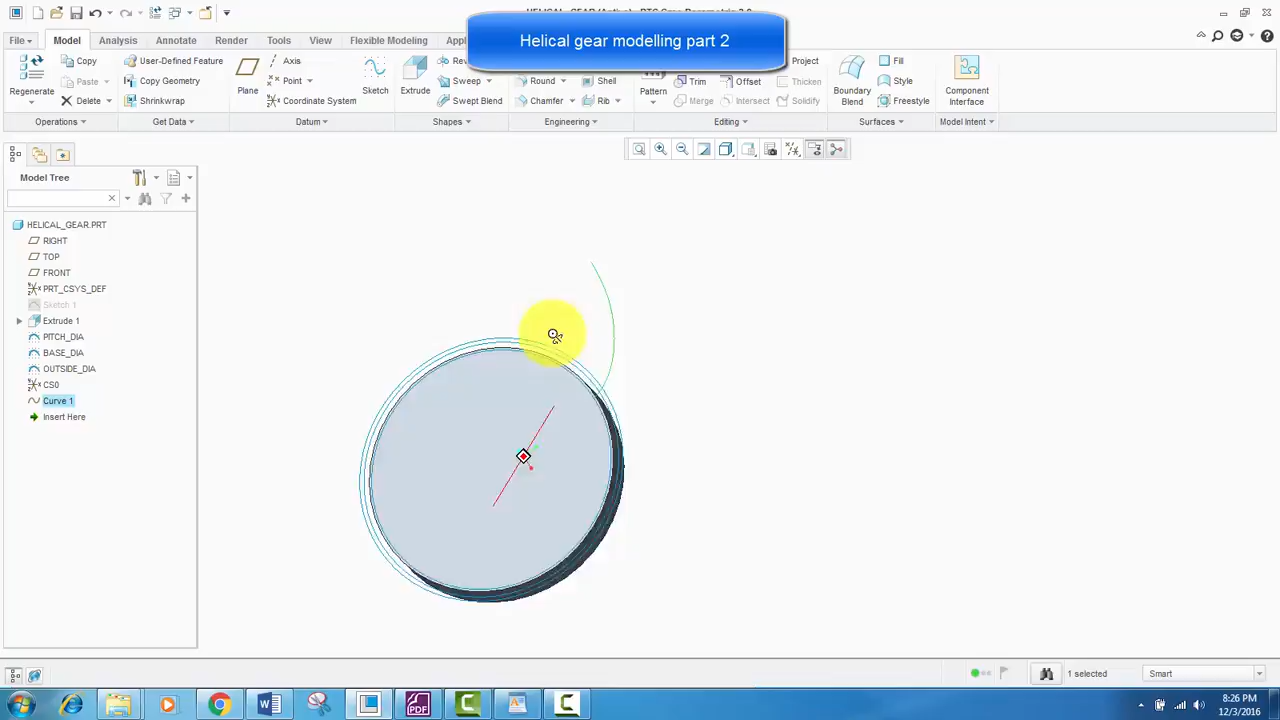 Helical gear modelling part 2
File
Model
Analysis
Annotate
Render
Tools
View
Flexible Modeling
Regenerate
Copy
Paste
Delete
User-Defined Feature
Copy Geometry
Shrinkwrap
Plane
Axis
Point
Coordinate System
Sketch
Extrude
Sweep
Swept Blend
Round
Chamfer
Shell
Rib
Pattern
Trim
Merge
Offset
Intersect
Project
Thicken
Solidify
Boundary
Blend
Fill
Style
Freestyle
Component
Interface
Operations
Get Data
Datum
Shapes
Engineering
Editing
Surfaces
Model Intent
Model Tree
HELICAL_GEAR.PRT
RIGHT
TOP
FRONT
PRT_CSYS_DEF
Sketch 1
Extrude 1
PITCH_DIA
BASE_DIA
OUTSIDE_DIA
CS0
Curve 1
Insert Here
1 selected
Smart
8:26 PM
12/3/2016